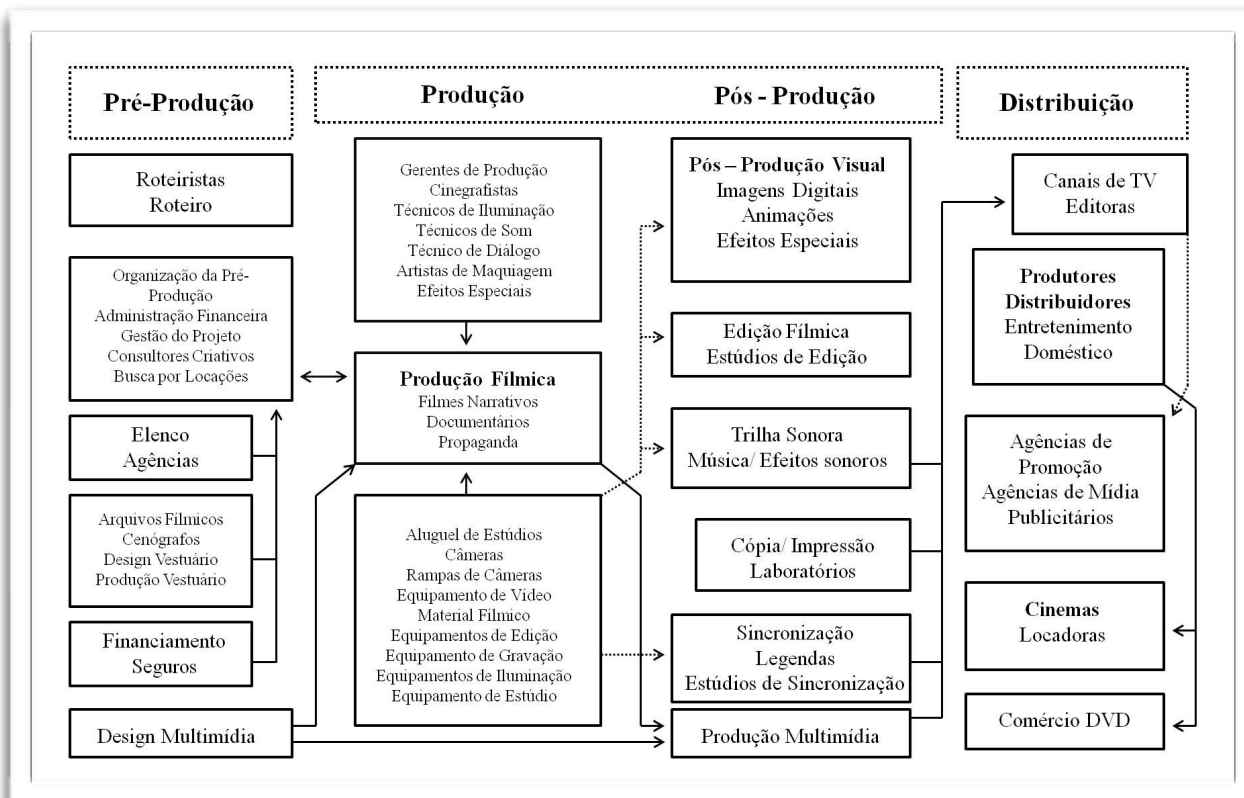 Pré-Produção
Roteiristas
Roteiro
Organização da Pré-
Produção
Administração Financeira
Gestão do Projeto
Consultores Criativos
Busca por Locações
Elenco
Agências
Arquivos Fílmicos
Cenógrafos
Design Vestuário
Produção Vestuário
Financiamento
Seguros
Design Multimídia
Produção
Gerentes de Produção
Cinegrafistas
Técnicos de Iluminação
Técnicos de Som
Técnico de Diálogo
Artistas de Maquiagem
Efeitos Especiais
Produção Fílmica
Filmes Narrativos
Documentários
Propaganda
Aluguel de Estúdios
Câmeras
Rampas de Câmeras
Equipamento de Vídeo
Material Fílmico
Equipamentos de Edição
Equipamento de Gravação
Equipamentos de Iluminação
Equipamento de Estúdio
Pós - Produção
Pós – Produção Visual
Imagens Digitais
Animações
Efeitos Especiais
Edição Fílmica
Estúdios de Edição
Trilha Sonora
Música/ Efeitos sonoros
Cópia/ Impressão
Laboratórios
Sincronização
Legendas
Estúdios de Sincronização
Produção Multimídia
Distribuição
Canais de TV
Editoras
Produtores
Distribuidores
Entretenimento
Doméstico
Agências de
Promoção
Agências de Mídia
Publicitários
Cinemas
Locadoras
Comércio DVD